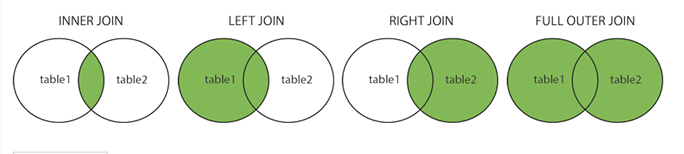 INNER JOIN
LEFT JOIN
RIGHT JOIN
FULL OUTER JOIN
table1
table2
table1
table2
table1
table2
table1
table2